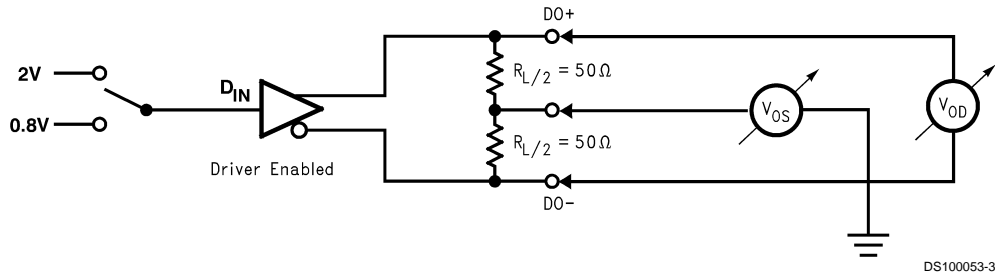 DO+
2V
D_IN
R_L/2 = 50Ω
0.8V
V_OS
V_OD
R_L/2 = 50Ω
Driver Enabled
DO−
DS100053-3